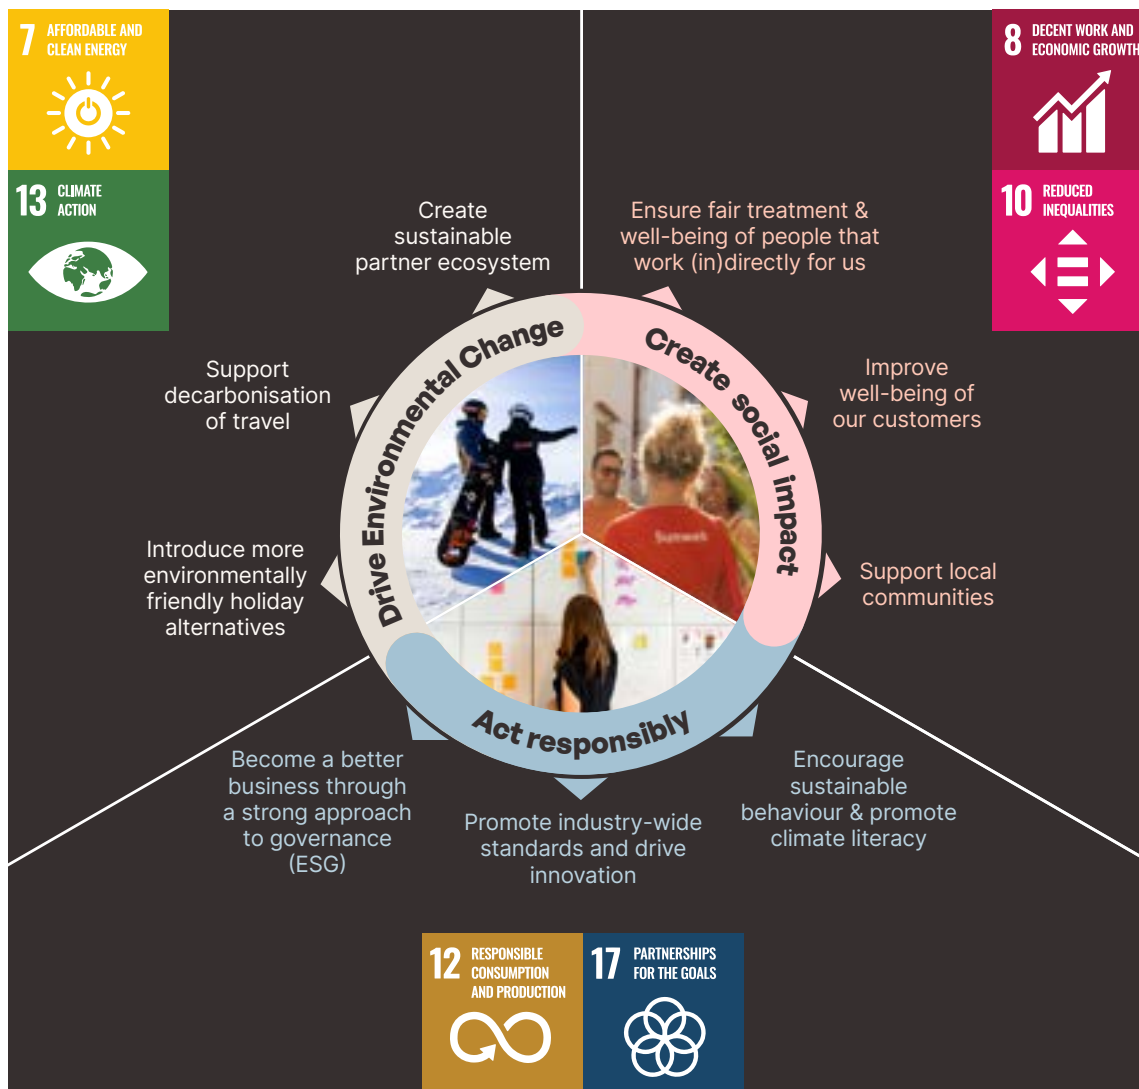 7 AFFORDABLE AND
CLEAN ENERGY
13 CLIMATE
ACTION
8 DECENT WORK AND
ECONOMIC GROWTH
10 REDUCED
INEQUALITIES
Create
sustainable
partner ecosystem
Support
decarbonisation
of travel
Introduce more
environmentally
friendly holiday
alternatives
Drive Environmental Change
Ensure fair treatment &
well-being of people that
work (in)directly for us
Improve
well-being of
our customers
Support local
communities
Create social impact
Sunweb
Act responsibly
Become a better
business through
a strong approach
to governance
(ESG)
Promote industry-wide
standards and drive
innovation
Encourage
sustainable
behaviour & promote
climate literacy
12 RESPONSIBLE
CONSUMPTION
AND PRODUCTION
17 PARTNERSHIPS
FOR THE GOALS